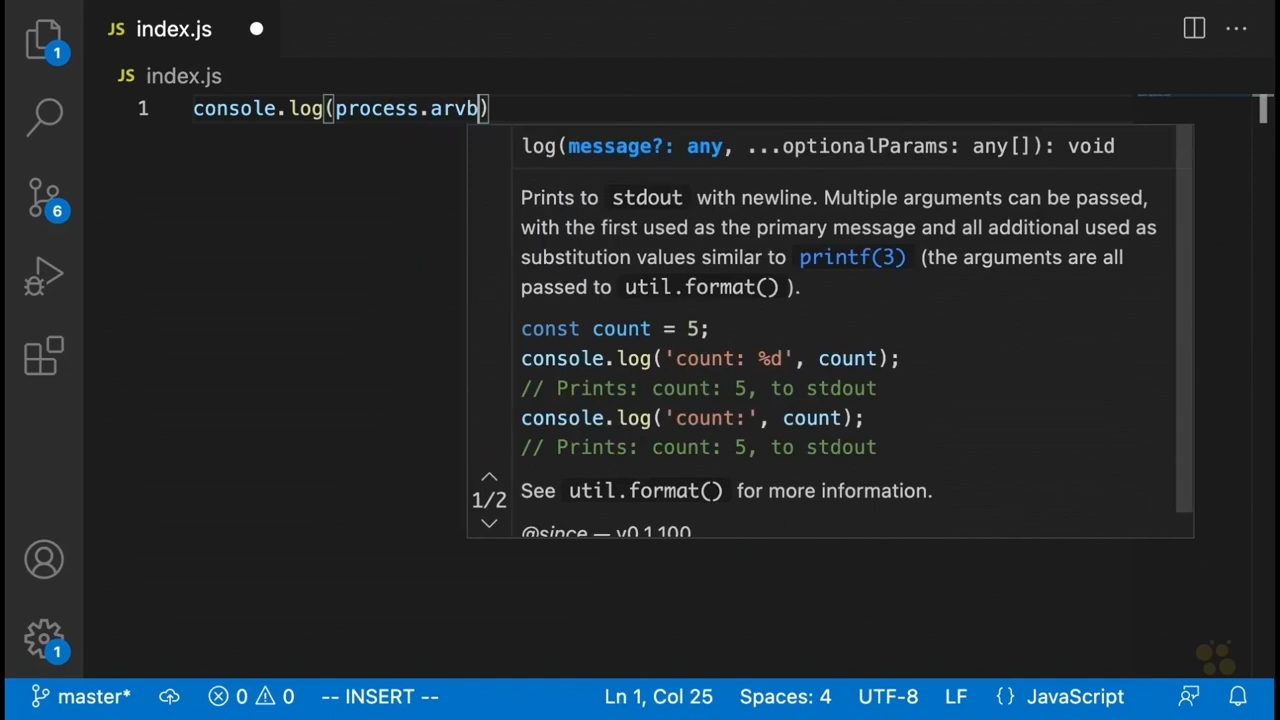 JS index.js
JS index.js
1 console.log(process.arvb)
log(message?: any, ...optionalParams: any[]): void
Prints to stdout with newline. Multiple arguments can be passed,
with the first used as the primary message and all additional used as
substitution values similar to printf(3) (the arguments are all
passed to util.format() ).
const count = 5;
console.log('count: %d', count);
// Prints: count: 5, to stdout
console.log('count:', count);
// Prints: count: 5, to stdout
1/2
See util.format() for more information.
@since — v0.1.100
1
6
1
master* 0 0 -- INSERT -- Ln 1, Col 25 Spaces: 4 UTF-8 LF {} JavaScript